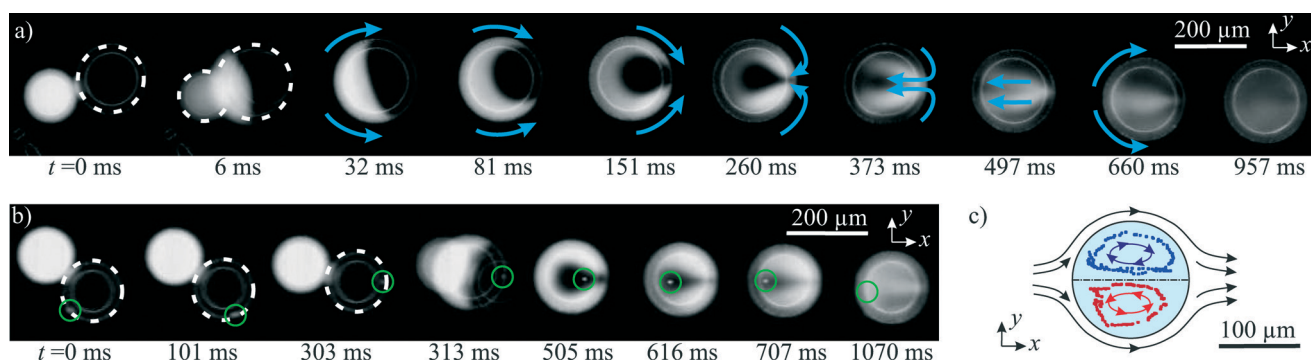 a)
200 µm
y
x
t =0 ms 6 ms 32 ms 81 ms 151 ms 260 ms 373 ms 497 ms 660 ms 957 ms
b)
200 µm
y
x
t=0 ms 101 ms 303 ms 313 ms 505 ms 616 ms 707 ms 1070 ms
c)
y
x
100 µm